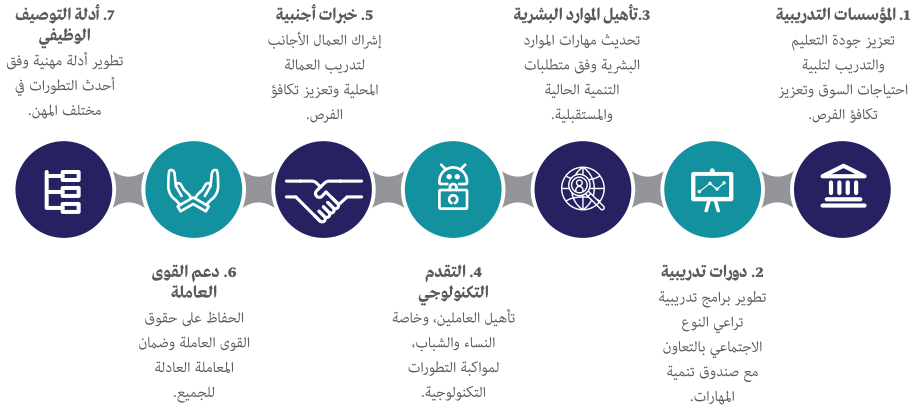 1. المؤسسات التدريبية
تعزيز جودة التعليم
والتدريب لتلبية
احتياجات السوق وتعزيز
تكافؤ الفرص.
2. دورات تدريبية
تطوير برامج تدريبية
تراعي النوع
الاجتماعي بالتعاون
مع صندوق تنمية
المهارات.
3.تأهيل الموارد البشرية
تحديث مهارات الموارد
البشرية وفق متطلبات
التنمية الحالية
والمستقبلية.
4. التقدم
التكنولوجي
تأهيل العاملين، وخاصة
النساء والشباب،
لمواكبة التطورات
التكنولوجية.
5. خبرات أجنبية
إشراك العمال الأجانب
لتدريب العمالة
المحلية وتعزيز تكافؤ
الفرص.
6. دعم القوى
العاملة
الحفاظ على حقوق
القوى العاملة وضمان
المعاملة العادلة
للجميع.
7. أدلة التوصيف
الوظيفي
تطوير أدلة مهنية وفق
أحدث التطورات في
مختلف المهن.